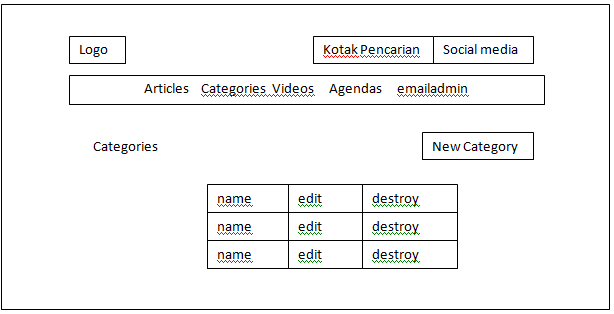 Logo Kotak Pencarian Social media
Articles Categories Videos Agendas emailadmin
Categories New Category
name edit destroy
name edit destroy
name edit destroy